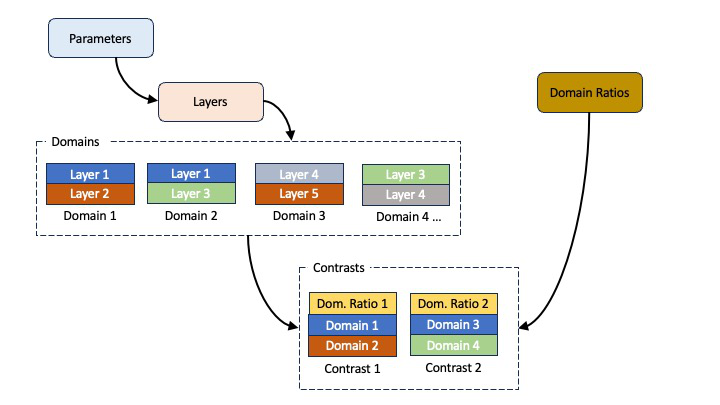 Parameters
Layers
Domain Ratios
Domains
Layer 1
Layer 2
Domain 1
Layer 1
Layer 3
Domain 2
Layer 4
Layer 5
Domain 3
Layer 3
Layer 4
Domain 4 ...
Contrasts
Dom. Ratio 1
Domain 1
Domain 2
Contrast 1
Dom. Ratio 2
Domain 3
Domain 4
Contrast 2